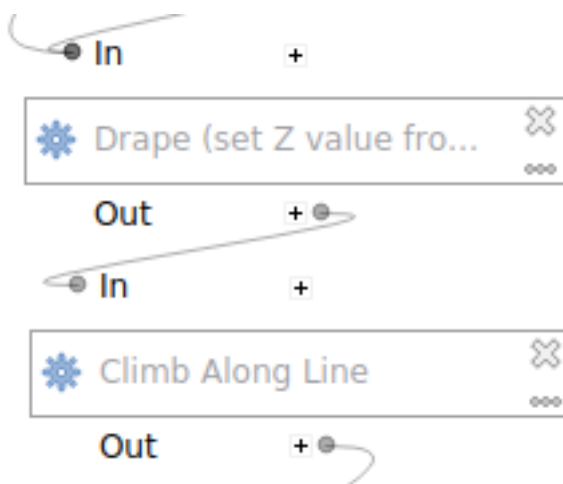 In
Drape (set Z value fro...
Out
In
Climb Along Line
Out